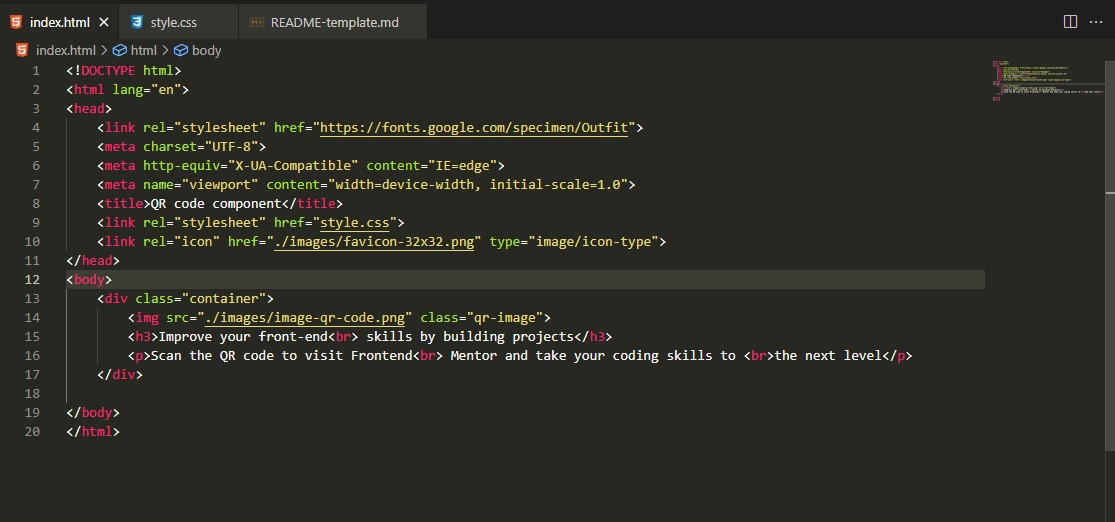 index.html
style.css
README-template.md
index.html > html > body
1 <!DOCTYPE html>
2 <html lang="en">
3 <head>
4     <link rel="stylesheet" href="https://fonts.google.com/specimen/Outfit">
5     <meta charset="UTF-8">
6     <meta http-equiv="X-UA-Compatible" content="IE=edge">
7     <meta name="viewport" content="width=device-width, initial-scale=1.0">
8     <title>QR code component</title>
9     <link rel="stylesheet" href="style.css">
10     <link rel="icon" href="./images/favicon-32x32.png" type="image/icon-type">
11 </head>
12 <body>
13     <div class="container">
14         <img src="./images/image-qr-code.png" class="qr-image">
15         <h3>Improve your front-end<br> skills by building projects</h3>
16         <p>Scan the QR code to visit Frontend<br> Mentor and take your coding skills to <br>the next level</p>
17     </div>
18
19 </body>
20 </html>